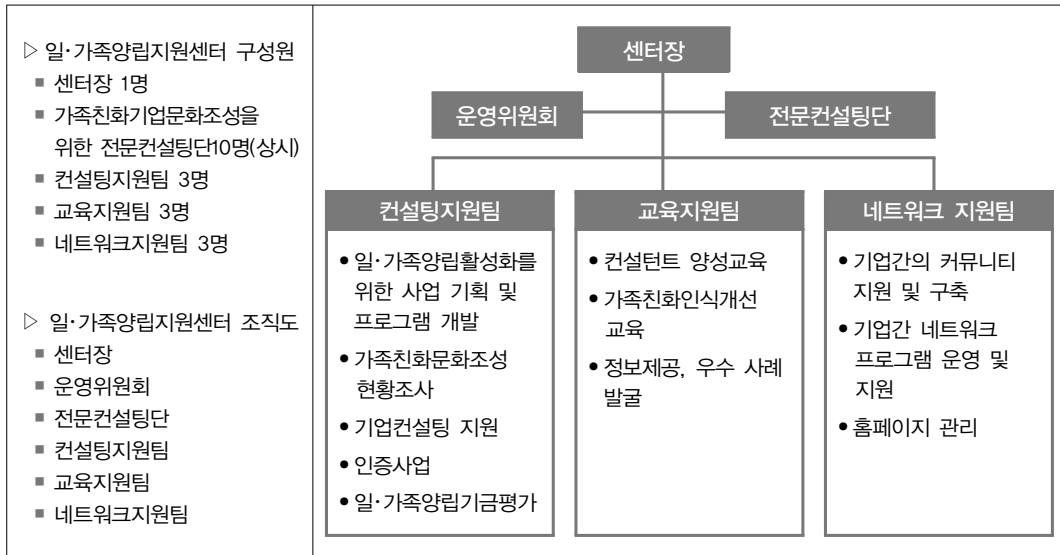 ▷ 일·가족양립지원센터 구성원
■ 센터장 1명
■ 가족친화기업문화조성을
위한 전문컨설팅단10명(상시)
■ 컨설팅지원팀 3명
■ 교육지원팀 3명
■ 네트워크지원팀 3명
▷ 일·가족양립지원센터 조직도
■ 센터장
■ 운영위원회
■ 전문컨설팅단
■ 컨설팅지원팀
■ 교육지원팀
■ 네트워크지원팀
센터장
운영위원회
전문컨설팅단
컨설팅지원팀
• 일·가족양립활성화를
위한 사업 기획 및
프로그램 개발
• 가족친화문화조성
현황조사
• 기업컨설팅 지원
• 인증사업
• 일·가족양립기금평가
교육지원팀
• 컨설턴트 양성교육
• 가족친화인식개선
교육
• 정보제공, 우수 사례
발굴
네트워크 지원팀
• 기업간의 커뮤니티
지원 및 구축
• 기업간 네트워크
프로그램 운영 및
지원
• 홈페이지 관리